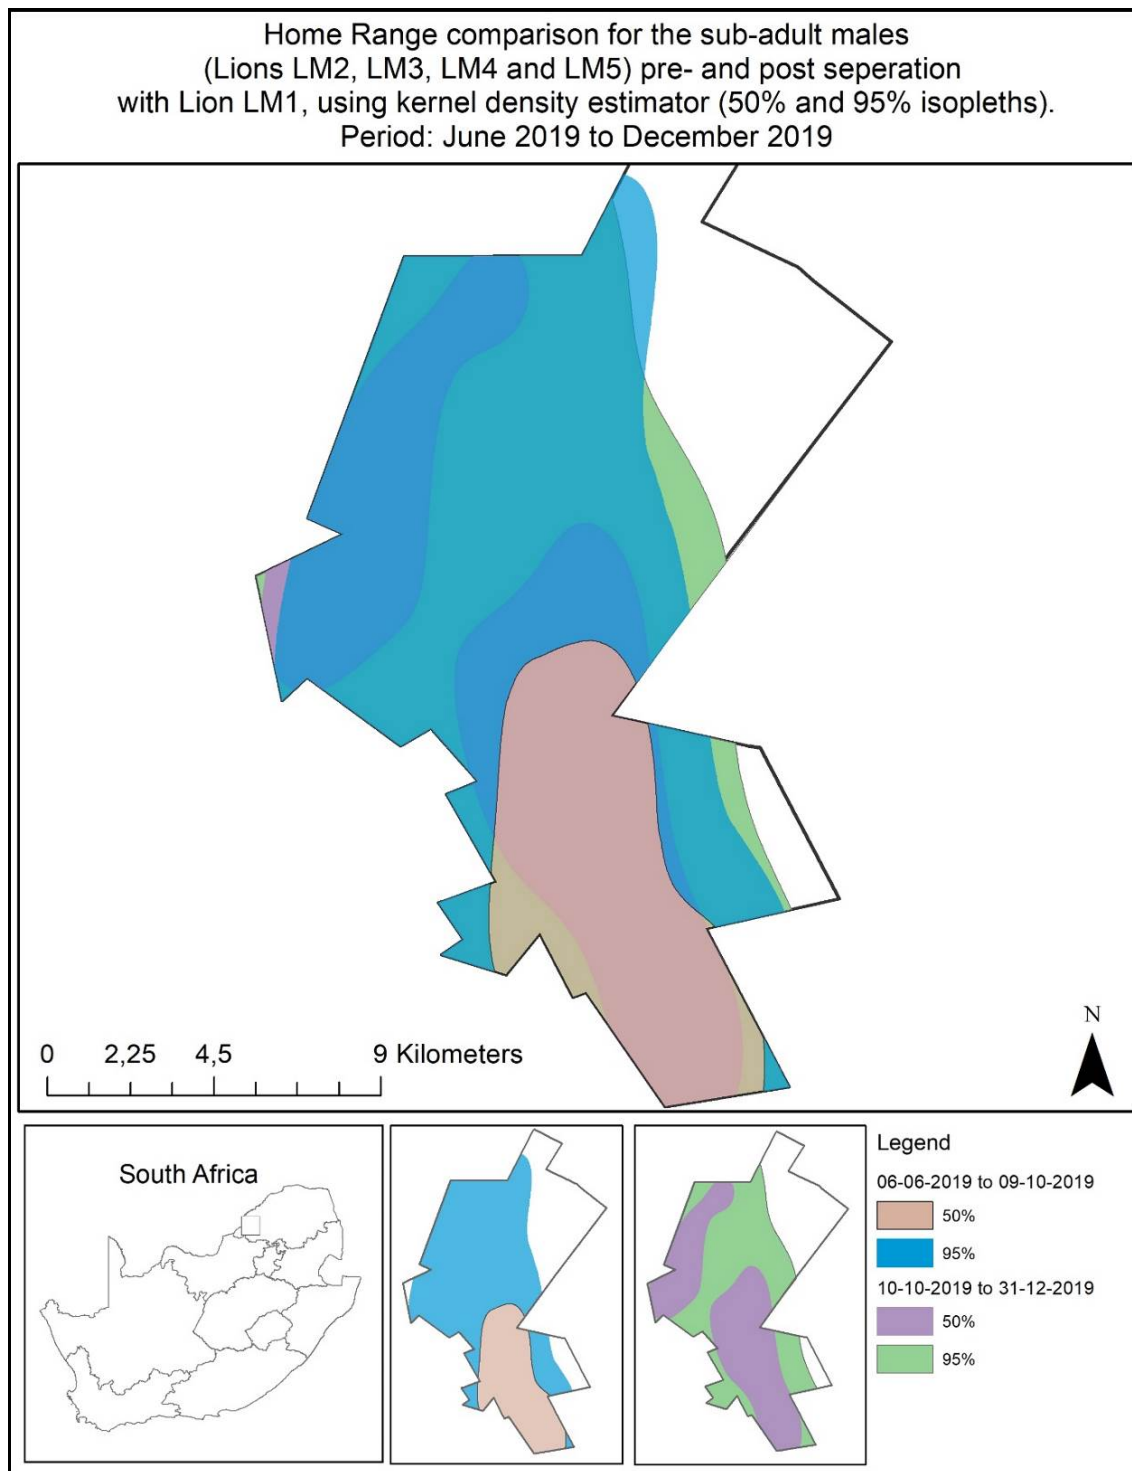 Home Range comparison for the sub-adult males
(Lions LM2, LM3, LM4 and LM5) pre- and post seperation
with Lion LM1, using kernel density estimator (50% and 95% isopleths).
Period: June 2019 to December 2019
N
0 2,25 4,5 9 Kilometers
South Africa
Legend
06-06-2019 to 09-10-2019
50%
95%
10-10-2019 to 31-12-2019
50%
95%